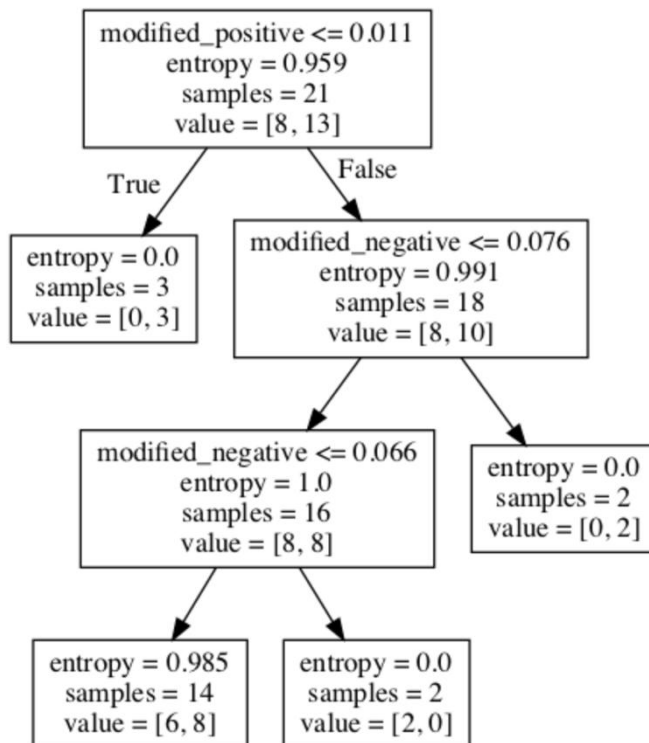 modified_positive <= 0.011
entropy = 0.959
samples = 21
value = [8, 13]
True
False
entropy = 0.0
samples = 3
value = [0, 3]
modified_negative <= 0.076
entropy = 0.991
samples = 18
value = [8, 10]
modified_negative <= 0.066
entropy = 1.0
samples = 16
value = [8, 8]
entropy = 0.0
samples = 2
value = [0, 2]
entropy = 0.985
samples = 14
value = [6, 8]
entropy = 0.0
samples = 2
value = [2, 0]